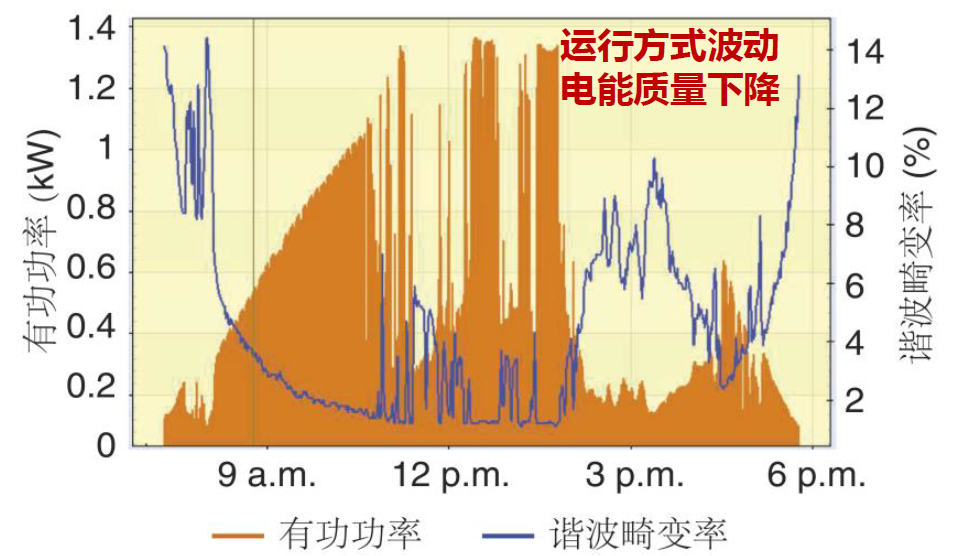 运行方式波动
电能质量下降
有功功率 (kW)
1.4
1.2
1
0.8
0.6
0.4
0.2
0
14
12
10
8
6
4
2
谐波畸变率 (%)
9 a.m.
12 p.m.
3 p.m.
6 p.m.
有功功率
谐波畸变率